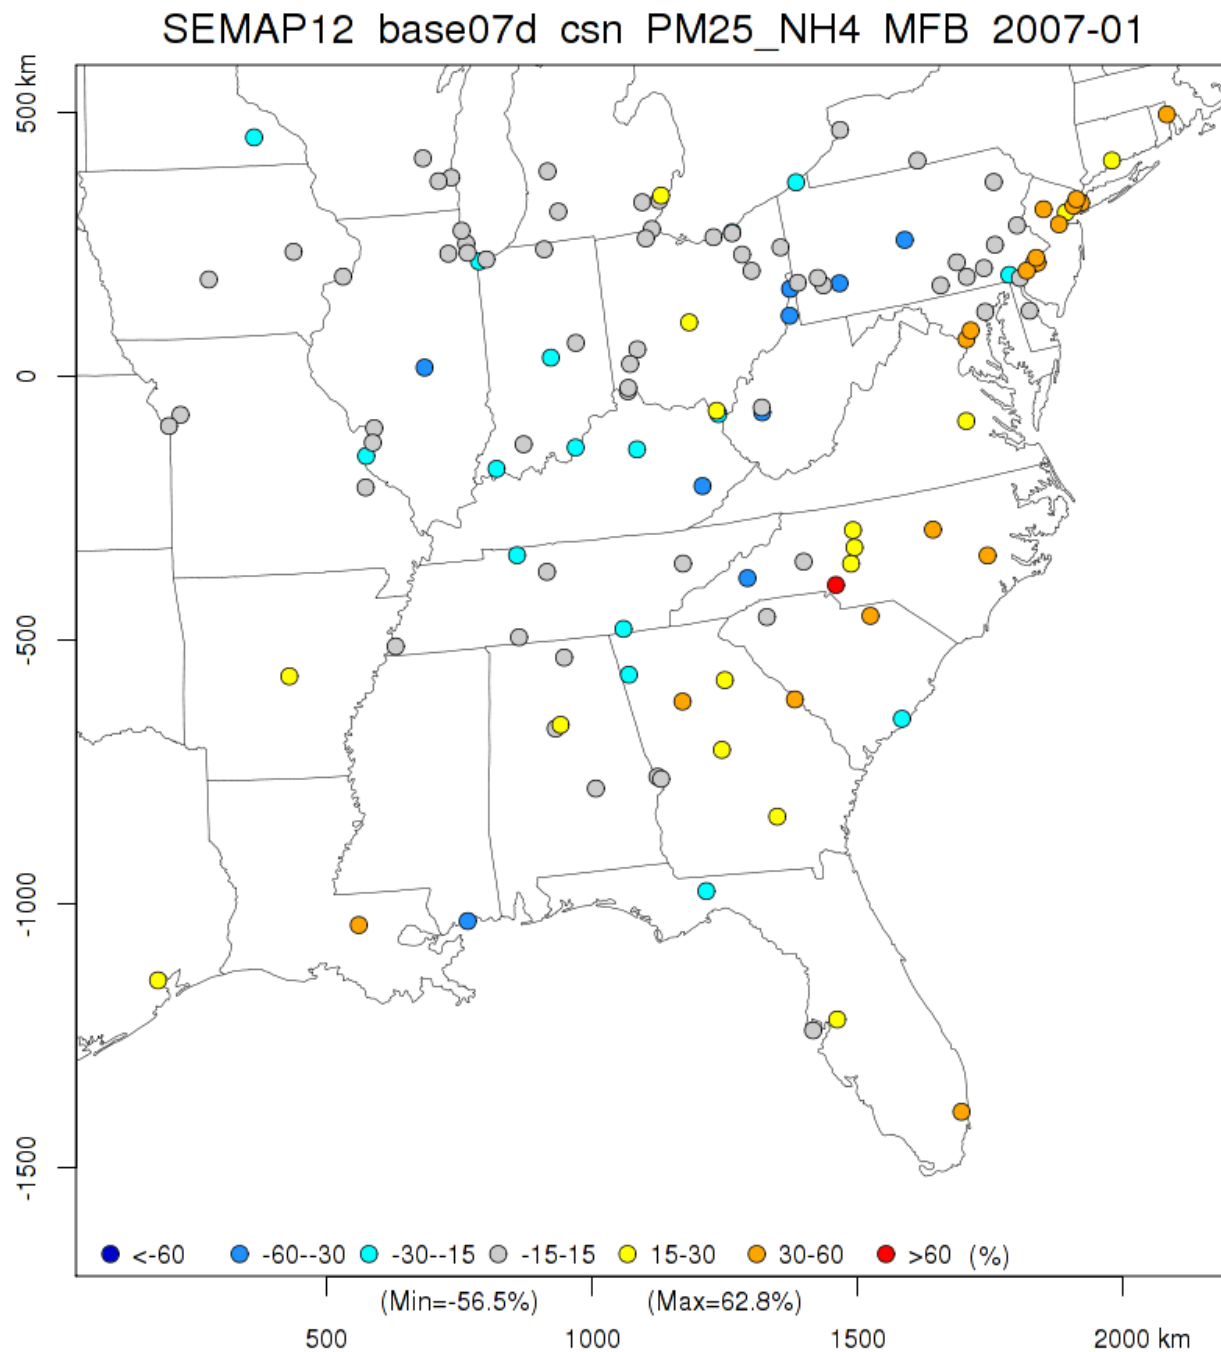 SEMAP12 base07d csn PM25_NH4 MFB 2007-01
500 km
0
-500
-1000
-1500
<-60 -60--30 -30--15 -15-15 15-30 30-60 >60 (%)
(Min=-56.5%) (Max=62.8%)
500 1000 1500 2000 km